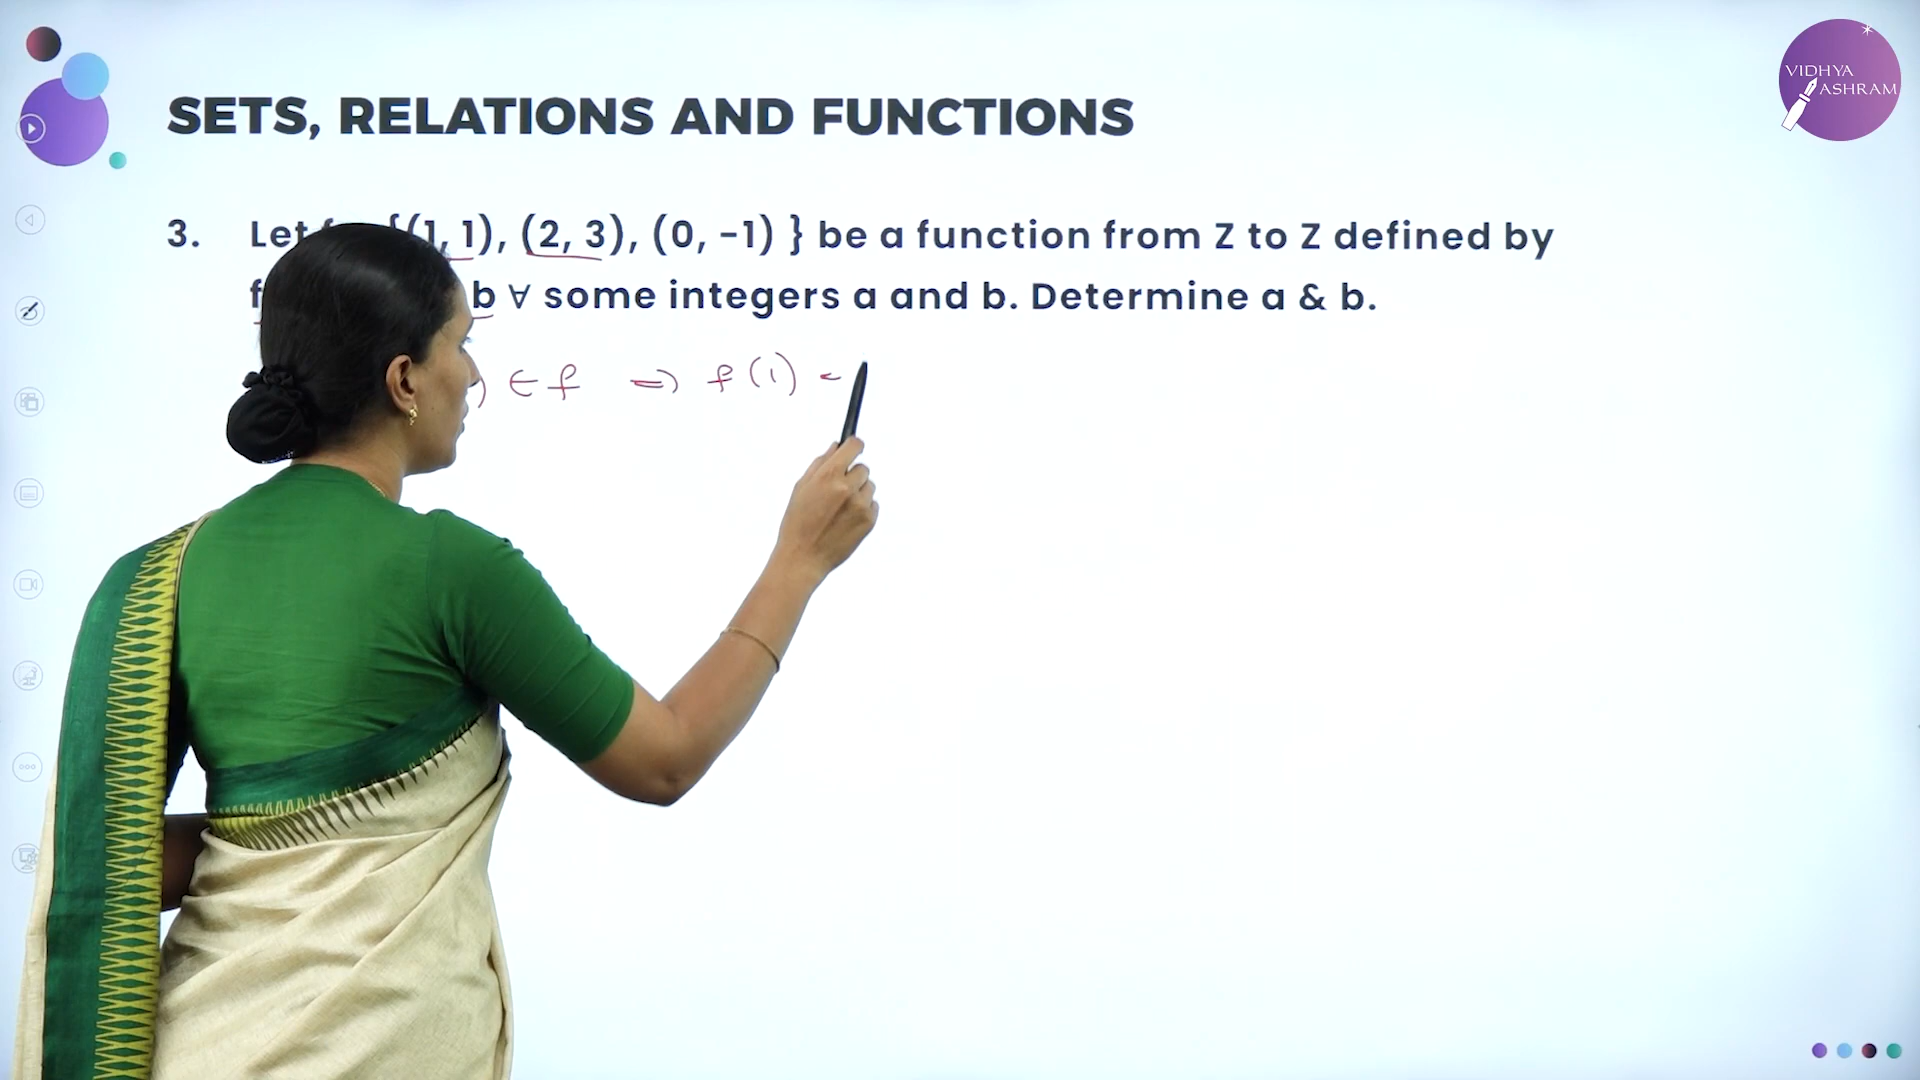 VIDHYA
ASHRAM
SETS, RELATIONS AND FUNCTIONS
3. Let {(1, 1), (2, 3), (0, -1) } be a function from Z to Z defined by
f b ∀ some integers a and b. Determine a & b.
) ∈ f ⇒ f (1) =